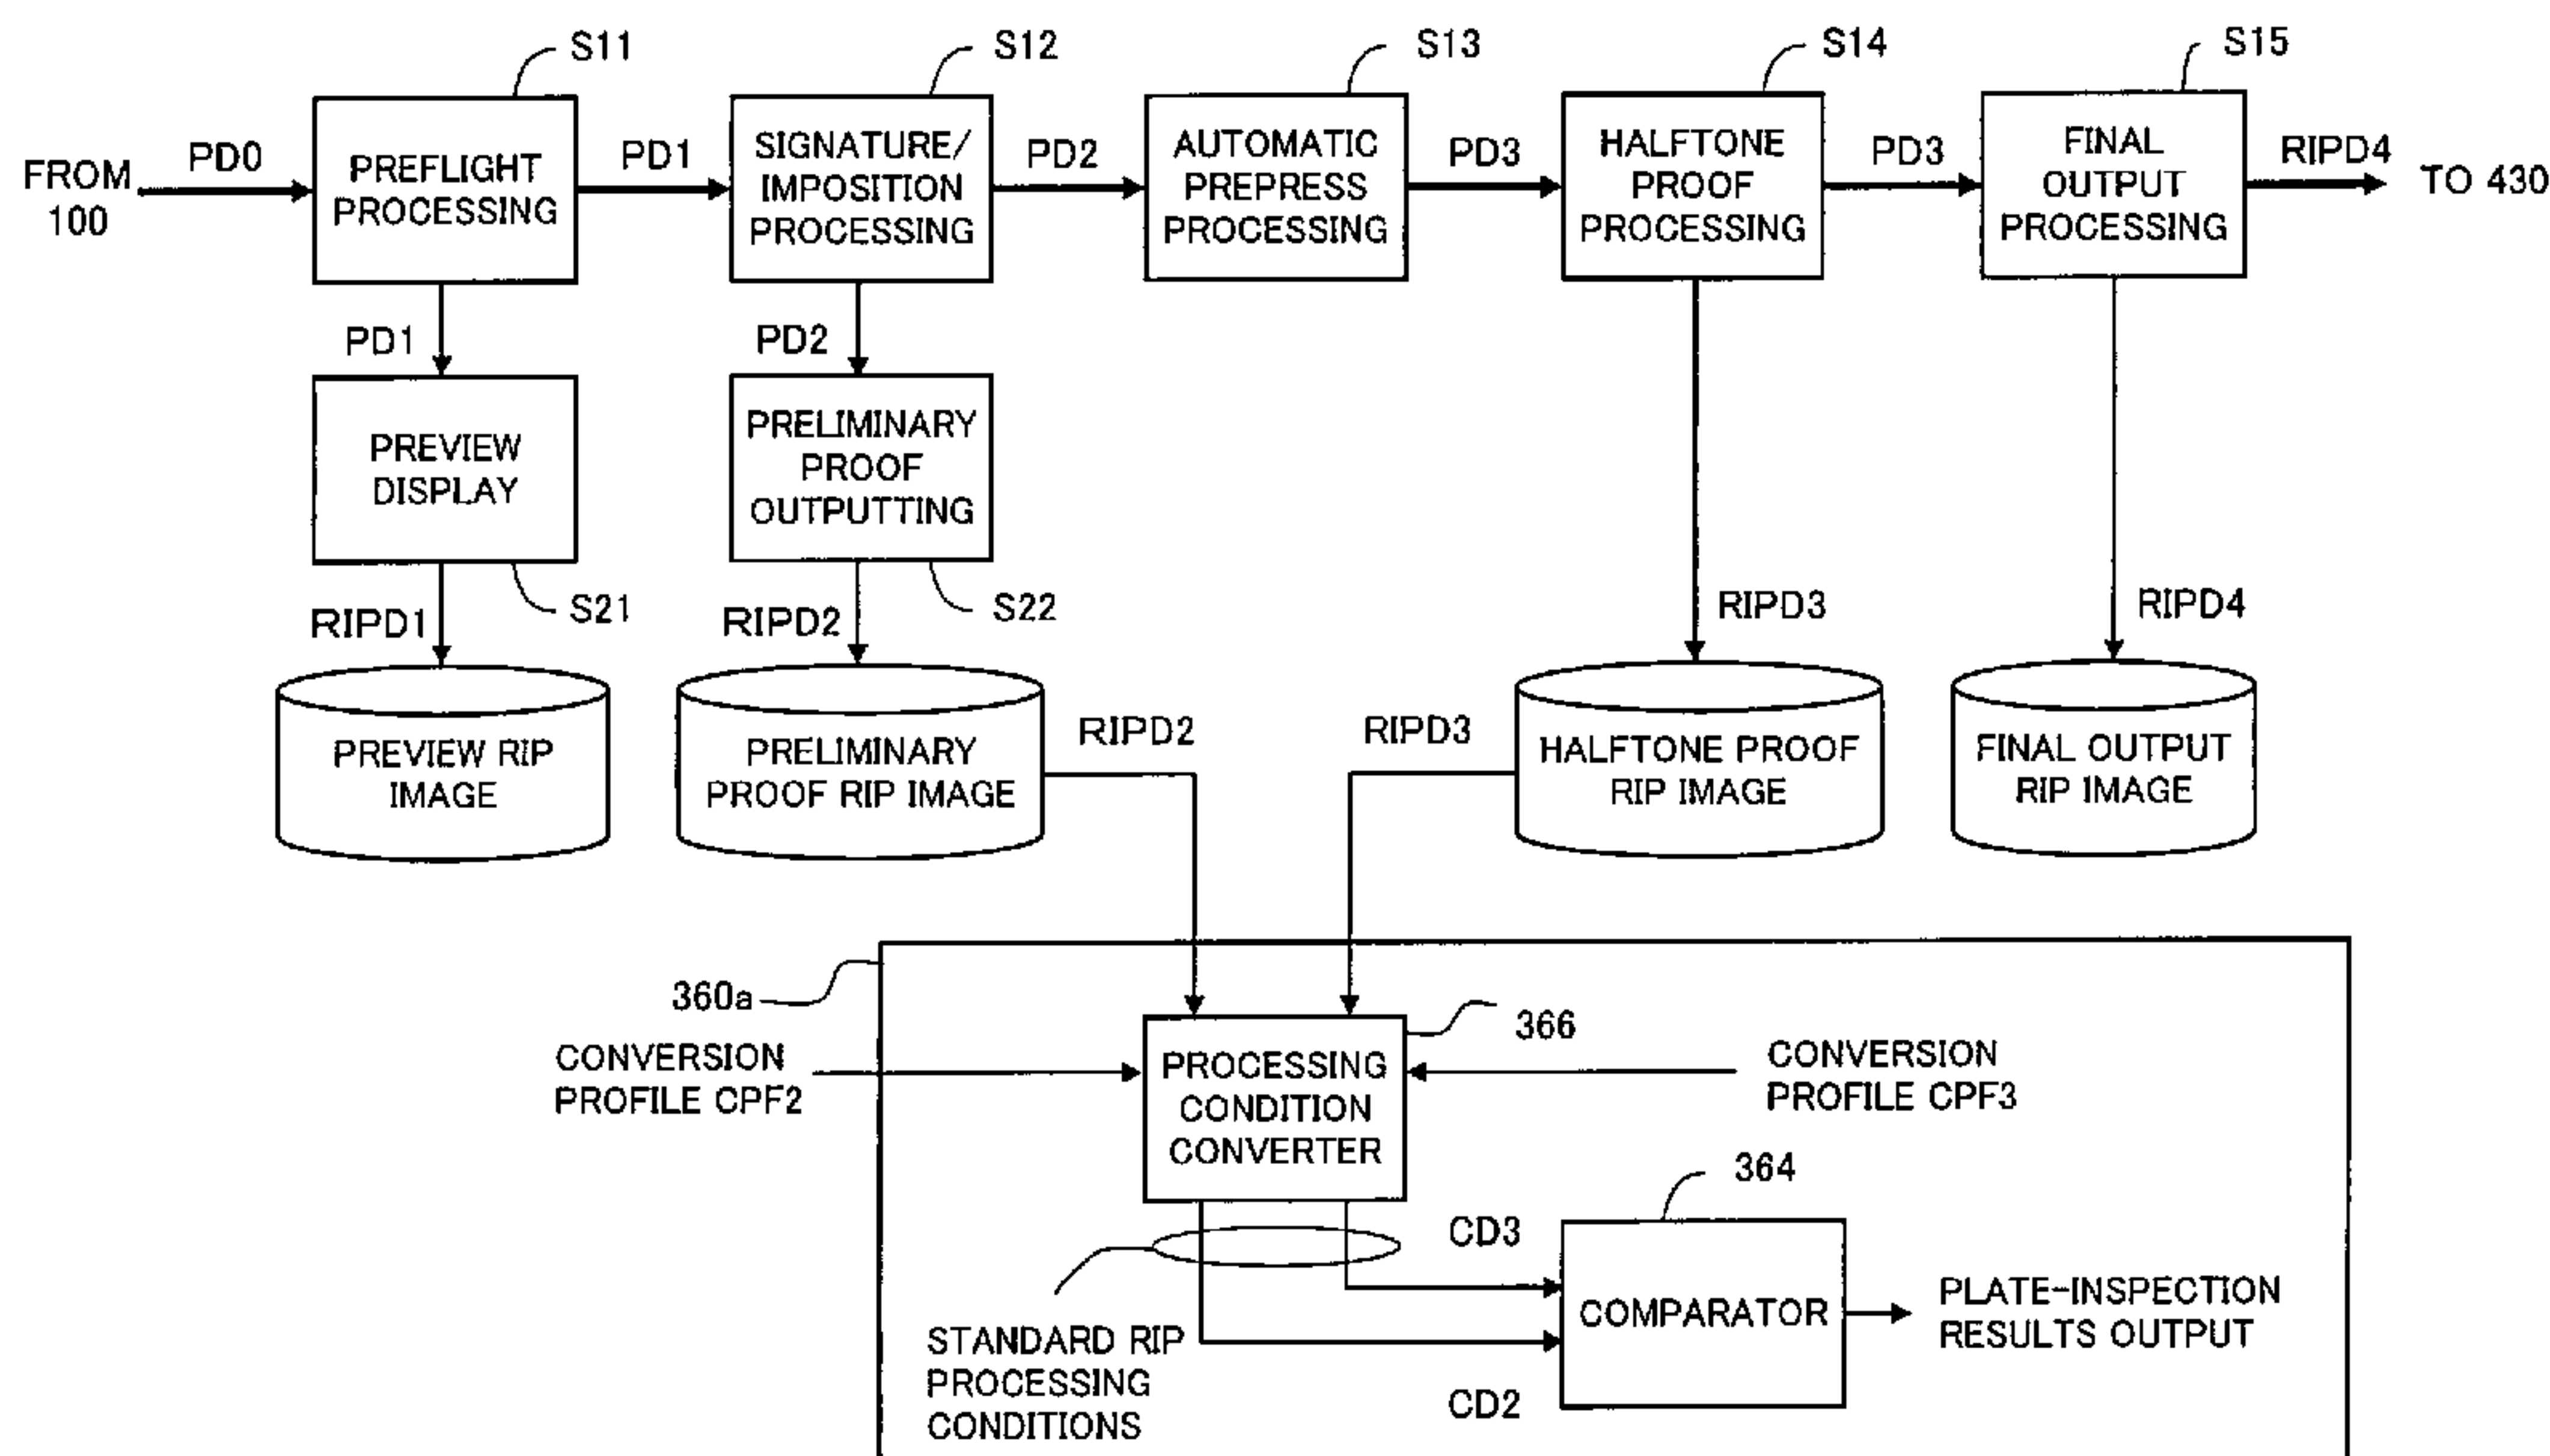 S11
S12
S13
S14
S15
FROM
100
PD0
PREFLIGHT
PROCESSING
PD1
SIGNATURE/
IMPOSITION
PROCESSING
PD2
AUTOMATIC
PREPRESS
PROCESSING
PD3
HALFTONE
PROOF
PROCESSING
PD3
FINAL
OUTPUT
PROCESSING
RIPD4
TO 430
PD1
PD2
PREVIEW
DISPLAY
PRELIMINARY
PROOF
OUTPUTTING
RIPD1
S21
RIPD2
S22
RIPD3
RIPD4
PREVIEW RIP
IMAGE
PRELIMINARY
PROOF RIP IMAGE
RIPD2
RIPD3
HALFTONE PROOF
RIP IMAGE
FINAL OUTPUT
RIP IMAGE
360a
366
CONVERSION
PROFILE CPF2
PROCESSING
CONDITION
CONVERTER
CONVERSION
PROFILE CPF3
364
CD3
COMPARATOR
PLATE-INSPECTION
RESULTS OUTPUT
STANDARD RIP
PROCESSING
CONDITIONS
CD2